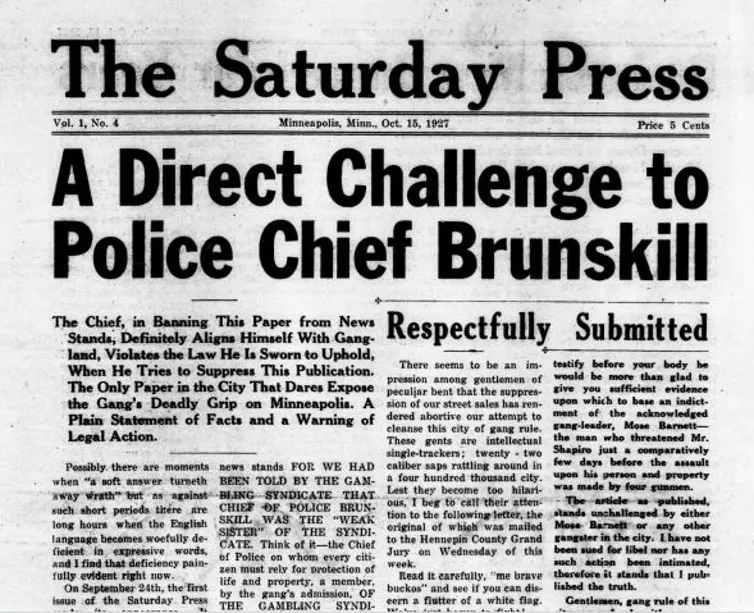 The Saturday Press
Vol. 1, No. 4 Minneapolis, Minn., Oct. 15, 1927 Price 5 Cents
A Direct Challenge to
Police Chief Brunskill
The Chief, in Banning This Paper from News
Stands, Definitely Aligns Himself With Gang-
land, Violates the Law He Is Sworn to Uphold,
When He Tries to Suppress This Publication.
The Only Paper in the City That Dares Expose
the Gang's Deadly Grip on Minneapolis. A
Plain Statement of Facts and a Warning of
Legal Action.
Possibly there are moments
when "a soft answer turneth
away wrath" but as against
such short periods there are
long hours when the English
language becomes woefully de-
ficient in expressive words,
and I find that deficiency pain-
fully evident right now.
On September 24th, the first
issue of the Saturday Press
news stands FOR WE HAD
BEEN TOLD BY THE GAM-
BLING SYNDICATE THAT
CHIEF OF POLICE BRUN-
SKILL WAS THE "WEAK
SISTER" OF THE SYNDI-
CATE. Think of it—the Chief
of Police on whom every citi-
zen must rely for protection of
life and property, a member,
by the gang's admission, OF
THE GAMBLING SYNDI-
Respectfully Submitted
There seems to be an im-
pression among gentlemen of
peculiar bent that the suppres-
sion of our street sales has ren-
dered abortive our attempt to
cleanse this city of gang rule.
These gents are intellectual
single-trackers; twenty - two
caliber saps rattling around in
a four hundred thousand city.
Lest they become too hilari-
ous, I beg to call their atten-
tion to the following letter, the
original of which was mailed
to the Hennepin County Grand
Jury on Wednesday of this
week.
Read it carefully, "me brave
buckos" and see if you can dis-
cern a flutter of a white flag.
testify before your body he
would be more than glad to
give you sufficient evidence
upon which to base an indict-
ment of the acknowledged
gang-leader, Mose Barnett—
the man who threatened Mr.
Shapiro just a comparatively
few days before the assault
upon his person and property
was made by four gunmen.
The article as published,
stands unchallenged by either
Mose Barnett or any other
gangster in the city. I have not
been sued for libel nor has any
such action been intimated,
therefore it stands that I pub-
lished the truth.
Gentlemen, gang rule of this